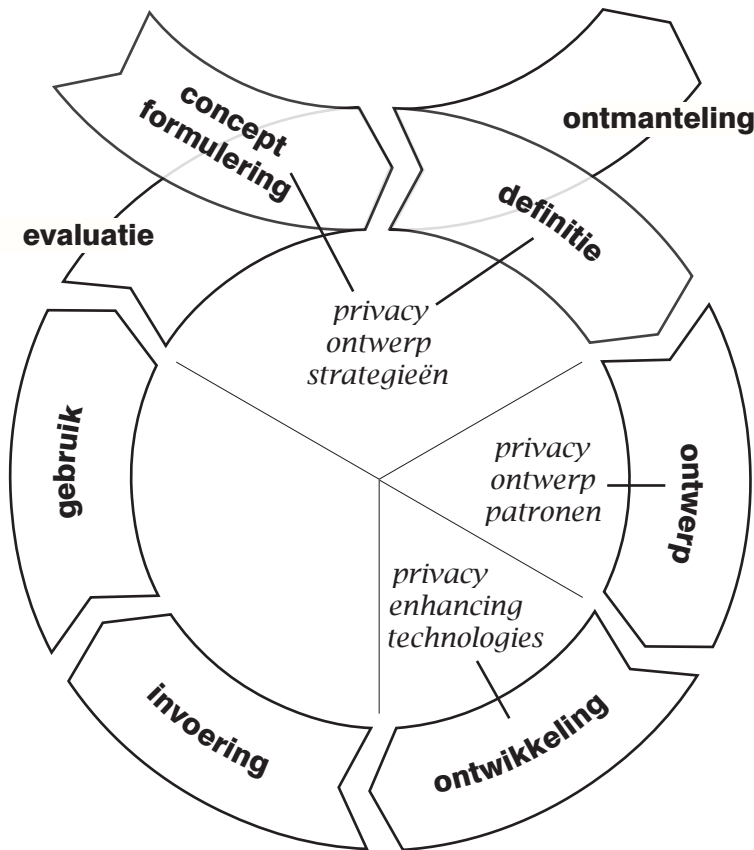 concept
formulering
ontmanteling
definitie
evaluatie
privacy
ontwerp
strategieën
gebruik
privacy
ontwerp
patronen
ontwerp
privacy
enhancing
technologies
invoering
ontwikkeling